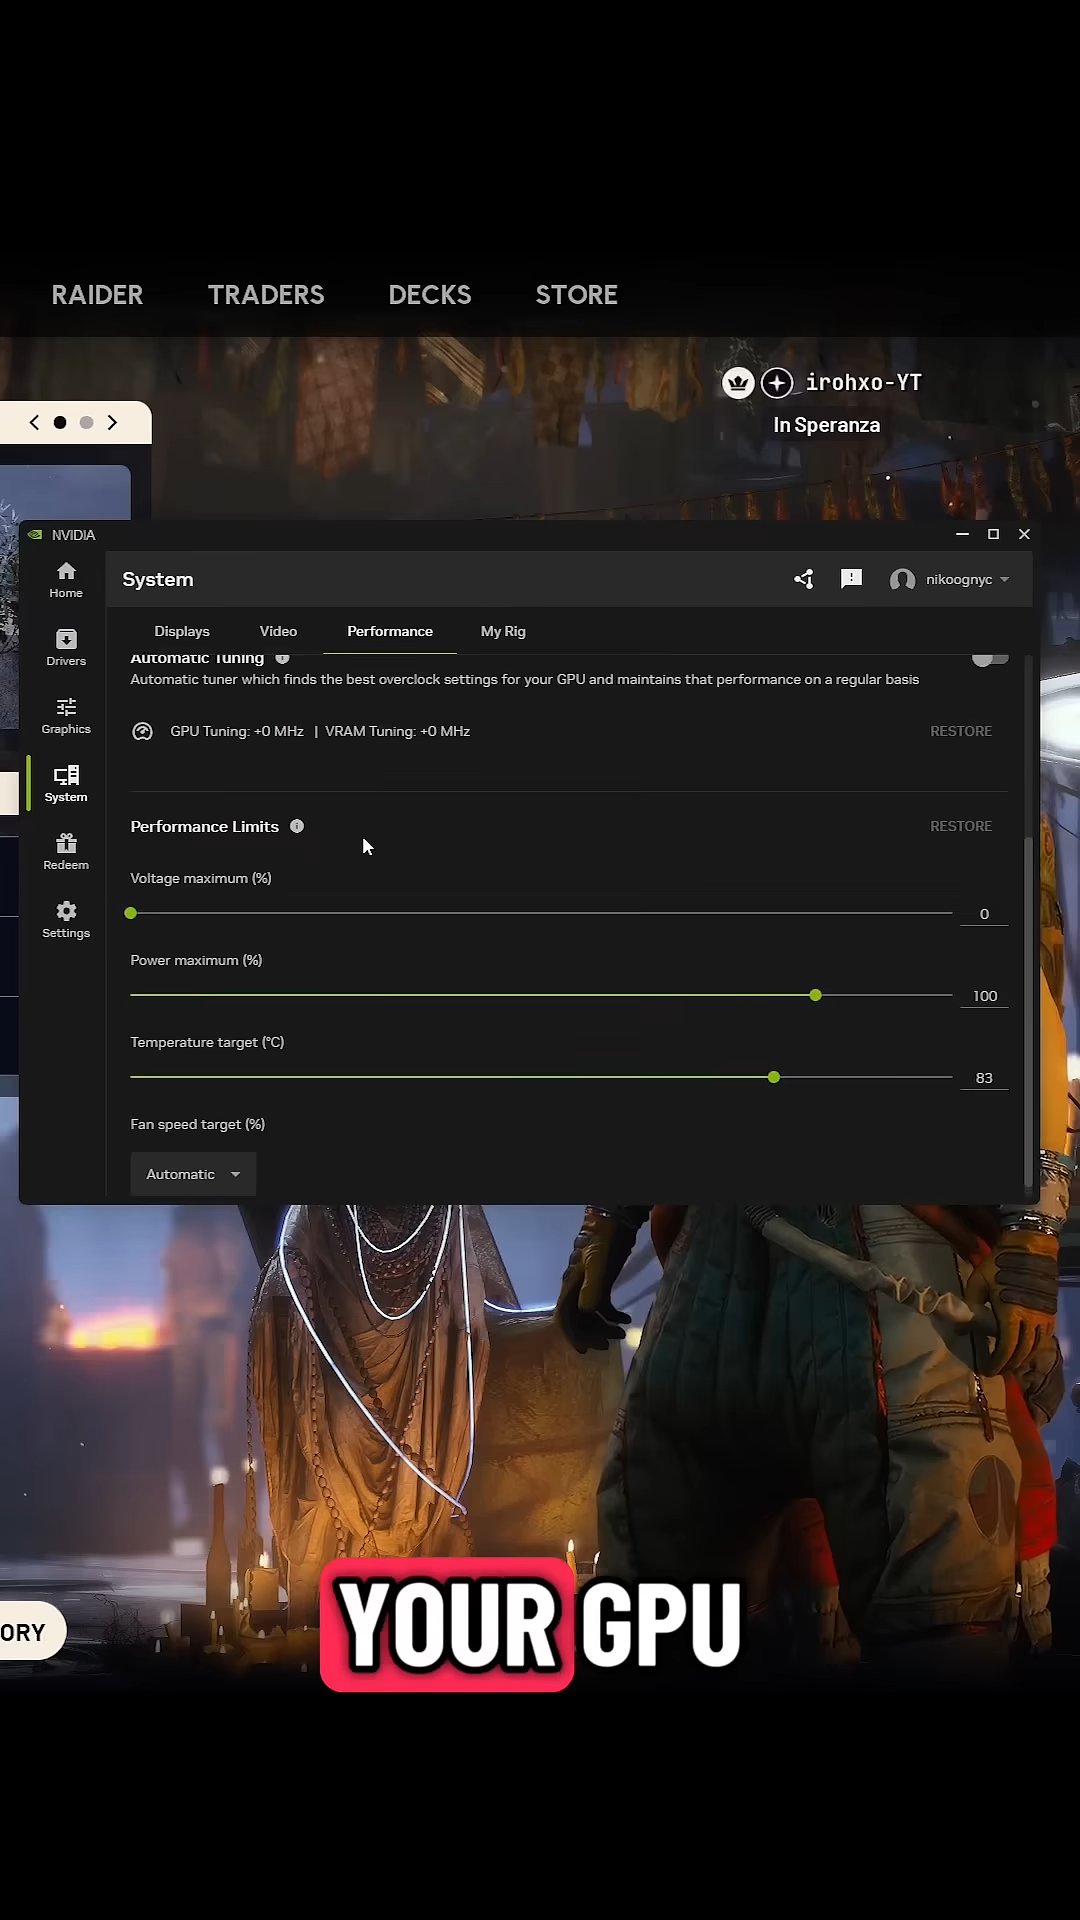 RAIDER TRADERS DECKS STORE
irohxo-YT
In Speranza
NVIDIA
System
nikoognyc
Home
Drivers
Graphics
System
Redeem
Settings
Displays Video Performance My Rig
Automatic Tuning
Automatic tuner which finds the best overclock settings for your GPU and maintains that performance on a regular basis
GPU Tuning: +0 MHz | VRAM Tuning: +0 MHz RESTORE
Performance Limits RESTORE
Voltage maximum (%)
0
Power maximum (%)
100
Temperature target (°C)
83
Fan speed target (%)
Automatic
ORY
YOUR GPU